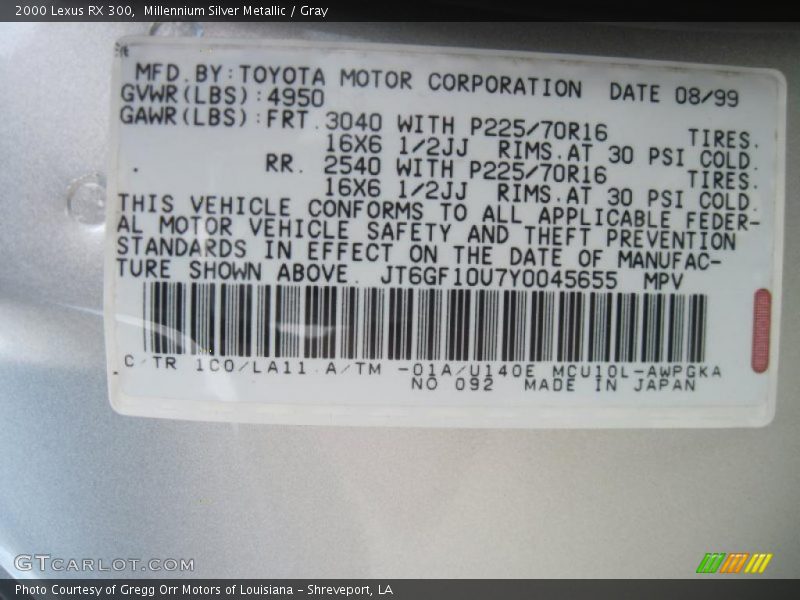 2000 Lexus RX 300, Millennium Silver Metallic / Gray
MFD.BY:TOYOTA MOTOR CORPORATION DATE 08/99
GVWR(LBS):4950
GAWR(LBS):FRT.3040 WITH P225/70R16 TIRES.
16X6 1/2JJ RIMS.AT 30 PSI COLD.
RR. 2540 WITH P225/70R16 TIRES.
16X6 1/2JJ RIMS.AT 30 PSI COLD.
THIS VEHICLE CONFORMS TO ALL APPLICABLE FEDER-
AL MOTOR VEHICLE SAFETY AND THEFT PREVENTION
STANDARDS IN EFFECT ON THE DATE OF MANUFAC-
TURE SHOWN ABOVE. JT6GF10U7Y0045655 MPV
C/TR 1C0/LA11 A/TM -01A/U140E MCU10L-AWPGKA
NO 092 MADE IN JAPAN
GTCARLOT.COM
Photo Courtesy of Gregg Orr Motors of Louisiana - Shreveport, LA